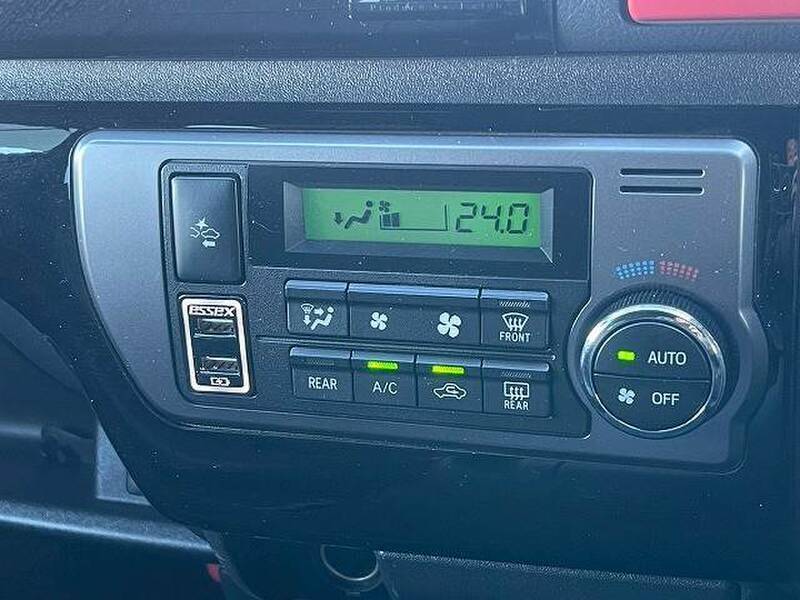 24.0
ESSEX
FRONT
REAR
A/C
REAR
AUTO
OFF